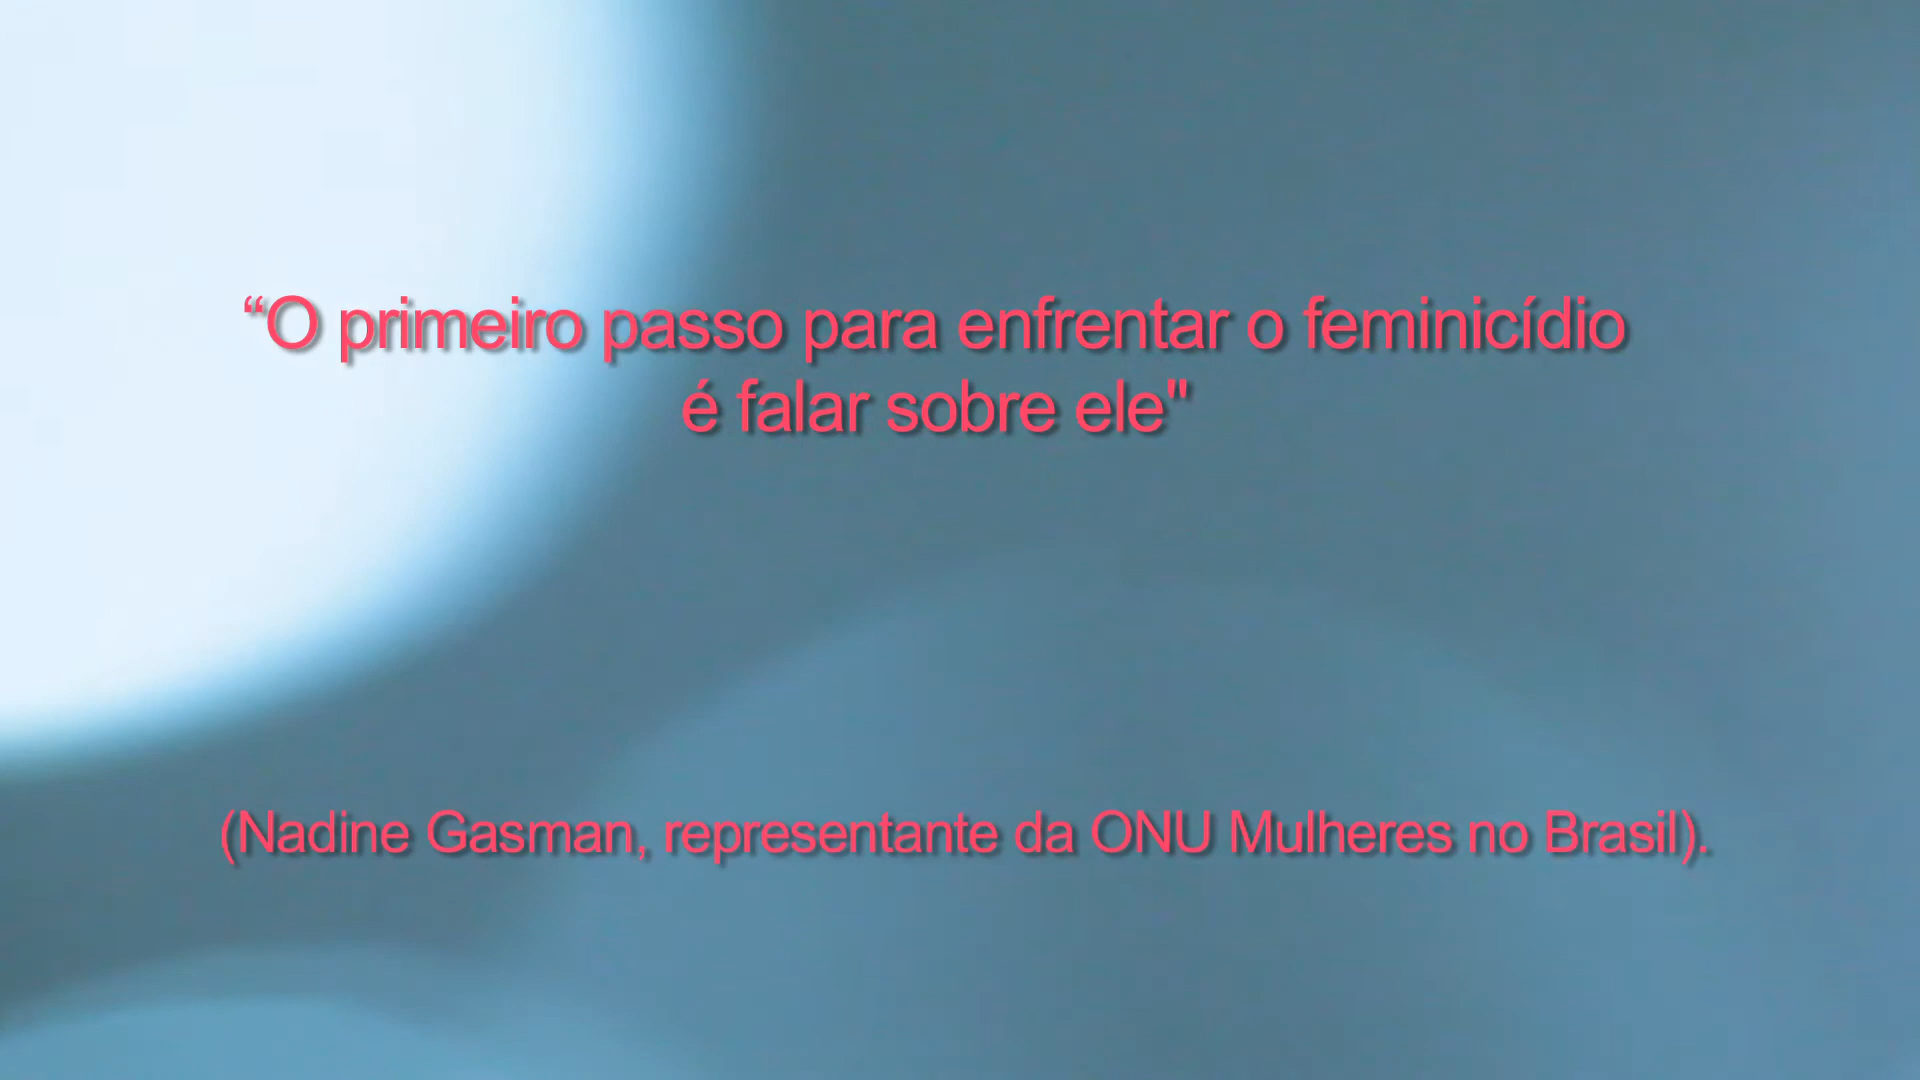 “O primeiro passo para enfrentar o feminicídio
é falar sobre ele"
(Nadine Gasman, representante da ONU Mulheres no Brasil).